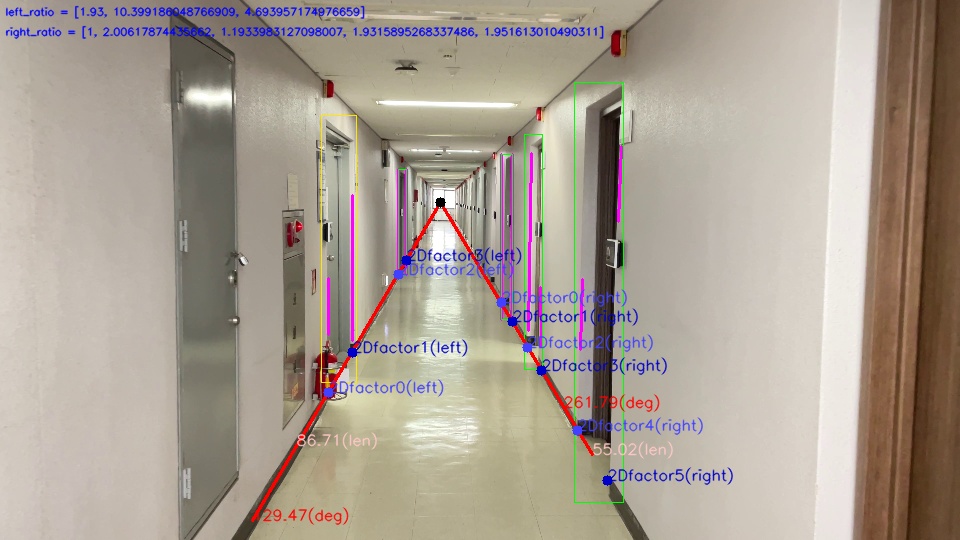 left_ratio = [1.93, 10.399186048766909, 4.693957174976659]
right_ratio = [1, 2.00617874435662, 1.1933983127098007, 1.9315895268337486, 1.951613010490311]
2Dfactor3(left)
2Dfactor2(left)
2Dfactor0(right)
2Dfactor1(right)
2Dfactor2(right)
2Dfactor1(left)
2Dfactor3(right)
2Dfactor0(left)
261.79(deg)
2Dfactor4(right)
86.71(len)
55.02(len)
2Dfactor5(right)
29.47(deg)